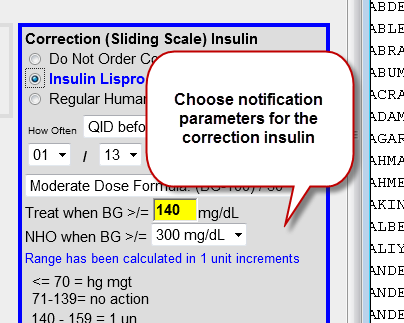 Correction (Sliding Scale) Insulin
Do Not Order
Insulin Lispro
Regular Human
How Often QID befo
01 / 13
Moderate Dose Formula: (BG-100) / 30
Treat when BG >/= 140 mg/dL
NHO when BG >/= 300 mg/dL
Range has been calculated in 1 unit increments
<= 70 = hg mgt
71-139= no action
140 - 159 = 1 un
Choose notification
parameters for the
correction insulin
ABDE
ABLE
ABRA
ABUM
ACRA
ADAM
AGAR
AHMA
AHME
AKIN
ALBE
ALIY
ANDE
ANDE
ANDE